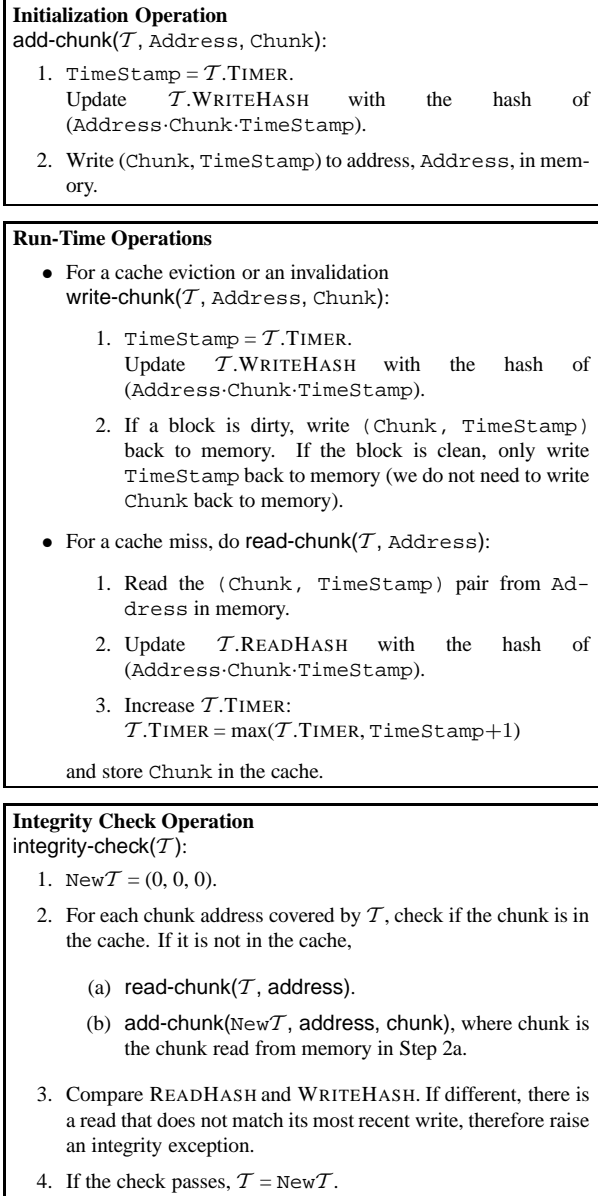 Initialization Operation
add-chunk(𝒯, Address, Chunk):
1. TimeStamp = 𝒯.TIMER.
Update 𝒯.WRITEHASH with the hash of
(Address·Chunk·TimeStamp).
2. Write (Chunk, TimeStamp) to address, Address, in mem-
ory.
Run-Time Operations
• For a cache eviction or an invalidation
write-chunk(𝒯, Address, Chunk):
1. TimeStamp = 𝒯.TIMER.
Update 𝒯.WRITEHASH with the hash of
(Address·Chunk·TimeStamp).
2. If a block is dirty, write (Chunk, TimeStamp)
back to memory. If the block is clean, only write
TimeStamp back to memory (we do not need to write
Chunk back to memory).
• For a cache miss, do read-chunk(𝒯, Address):
1. Read the (Chunk, TimeStamp) pair from Ad-
dress in memory.
2. Update 𝒯.READHASH with the hash of
(Address·Chunk·TimeStamp).
3. Increase 𝒯.TIMER:
𝒯.TIMER = max(𝒯.TIMER, TimeStamp+1)
and store Chunk in the cache.
Integrity Check Operation
integrity-check(𝒯):
1. New𝒯 = (0, 0, 0).
2. For each chunk address covered by 𝒯, check if the chunk is in
the cache. If it is not in the cache,
(a) read-chunk(𝒯, address).
(b) add-chunk(New𝒯, address, chunk), where chunk is
the chunk read from memory in Step 2a.
3. Compare READHASH and WRITEHASH. If different, there is
a read that does not match its most recent write, therefore raise
an integrity exception.
4. If the check passes, 𝒯 = New𝒯.